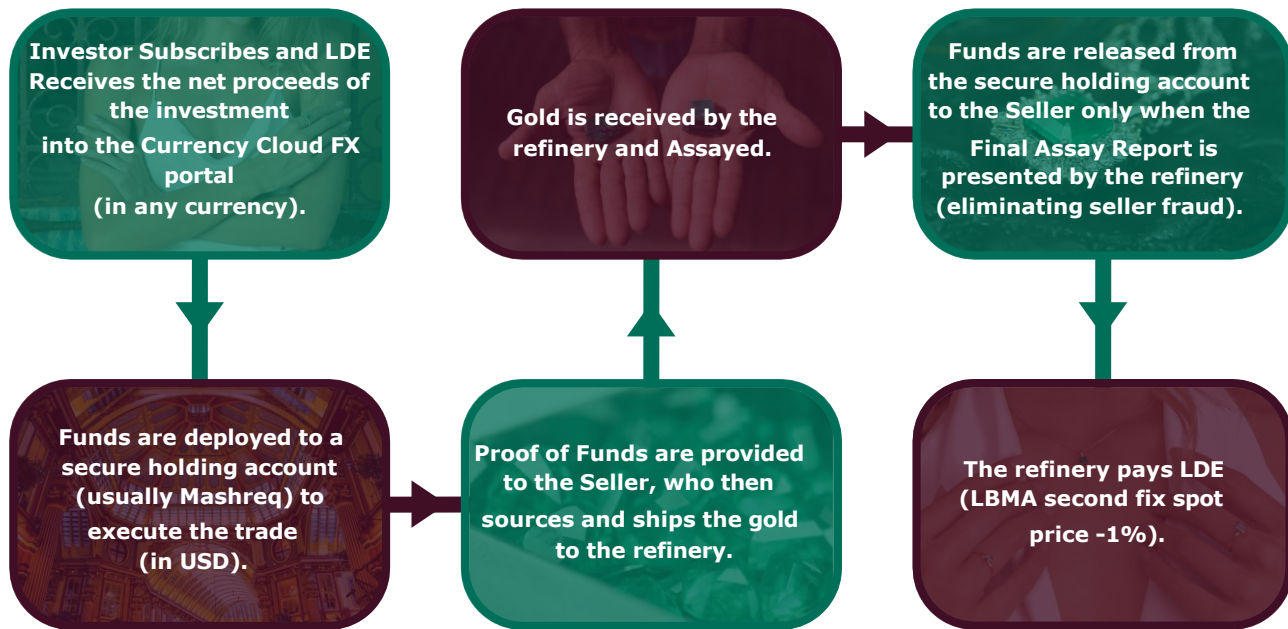 Investor Subscribes and LDE
Receives the net proceeds of
the investment
into the Currency Cloud FX
portal
(in any currency).
Funds are deployed to a
secure holding account
(usually Mashreq) to
execute the trade
(in USD).
Proof of Funds are provided
to the Seller, who then
sources and ships the gold
to the refinery.
Gold is received by the
refinery and Assayed.
Funds are released from
the secure holding account
to the Seller only when the
Final Assay Report is
presented by the refinery
(eliminating seller fraud).
The refinery pays LDE
(LBMA second fix spot
price -1%).